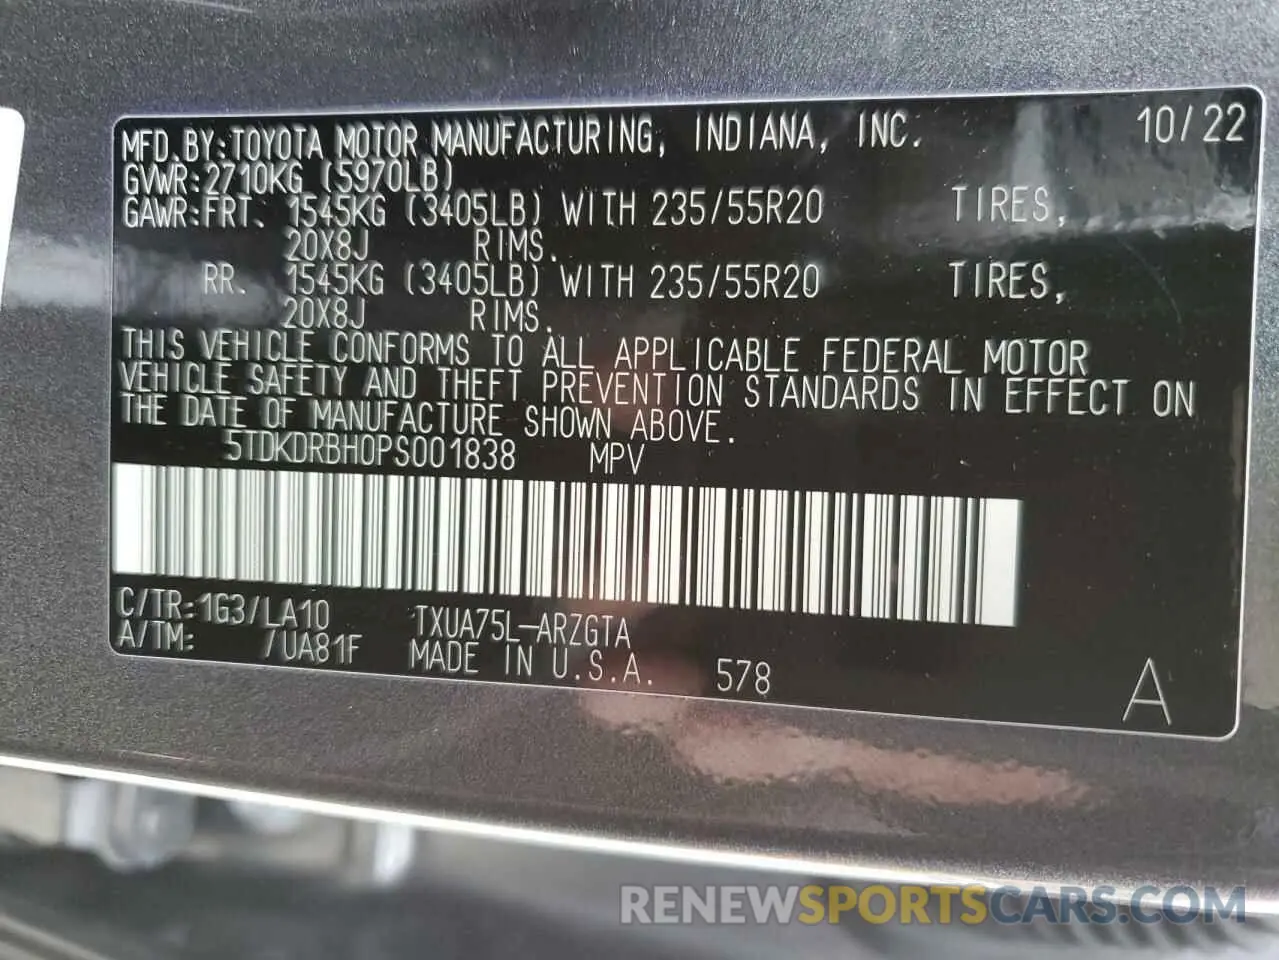 MFD.BY:TOYOTA MOTOR MANUFACTURING, INDIANA, INC. 10/22
GVWR:2710KG (5970LB)
GAWR:FRT. 1545KG (3405LB) WITH 235/55R20 TIRES,
20X8J RIMS.
RR. 1545KG (3405LB) WITH 235/55R20 TIRES,
20X8J RIMS.
THIS VEHICLE CONFORMS TO ALL APPLICABLE FEDERAL MOTOR
VEHICLE SAFETY AND THEFT PREVENTION STANDARDS IN EFFECT ON
THE DATE OF MANUFACTURE SHOWN ABOVE.
5TDKDRBH0PS001838 MPV
C/TR:1G3/LA10 TXUA75L-ARZGTA
A/TM: /UA81F MADE IN U.S.A. 578 A
RENEWSPORTSCARS.COM